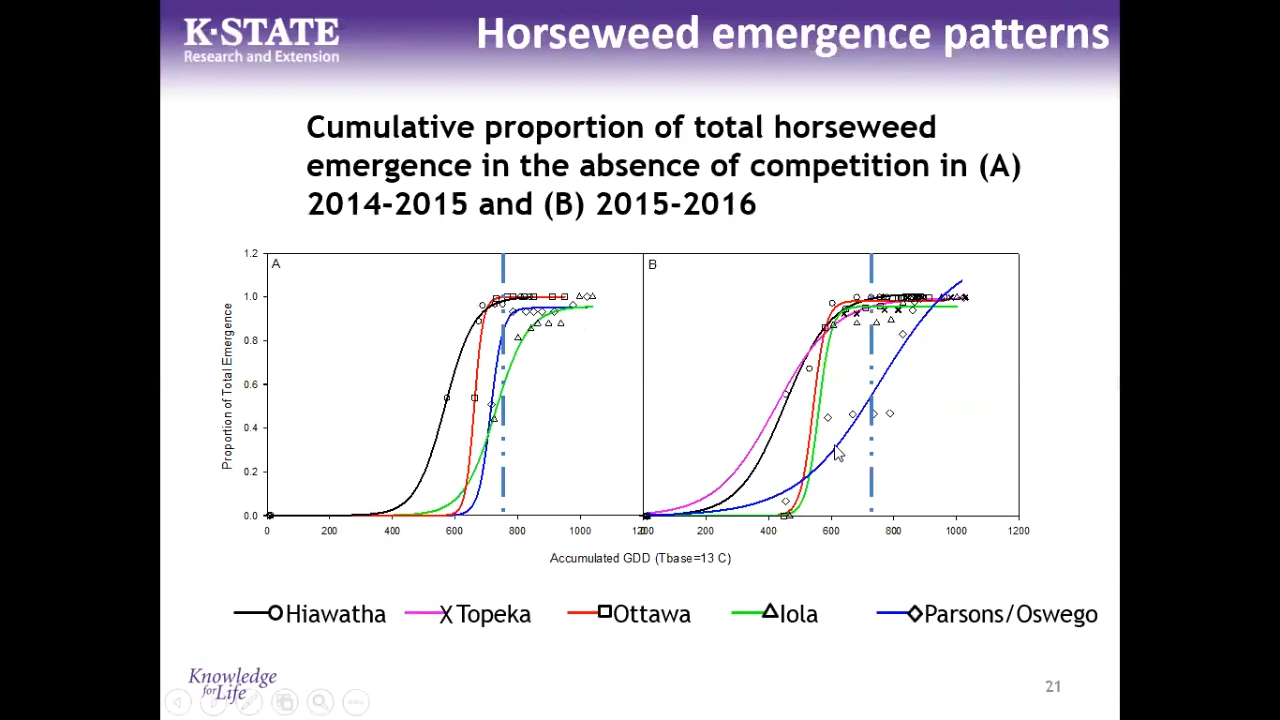 K-STATE
Research and Extension
Horseweed emergence patterns
Cumulative proportion of total horseweed
emergence in the absence of competition in (A)
2014-2015 and (B) 2015-2016
A
B
Proportion of Total Emergence
1.2
1.0
0.8
0.6
0.4
0.2
0.0
0 200 400 600 800 1000
200 400 600 800 1000 1200
Accumulated GDD (Tbase=13 C)
Hiawatha X Topeka Ottawa Iola Parsons/Oswego
Knowledge
for Life
21